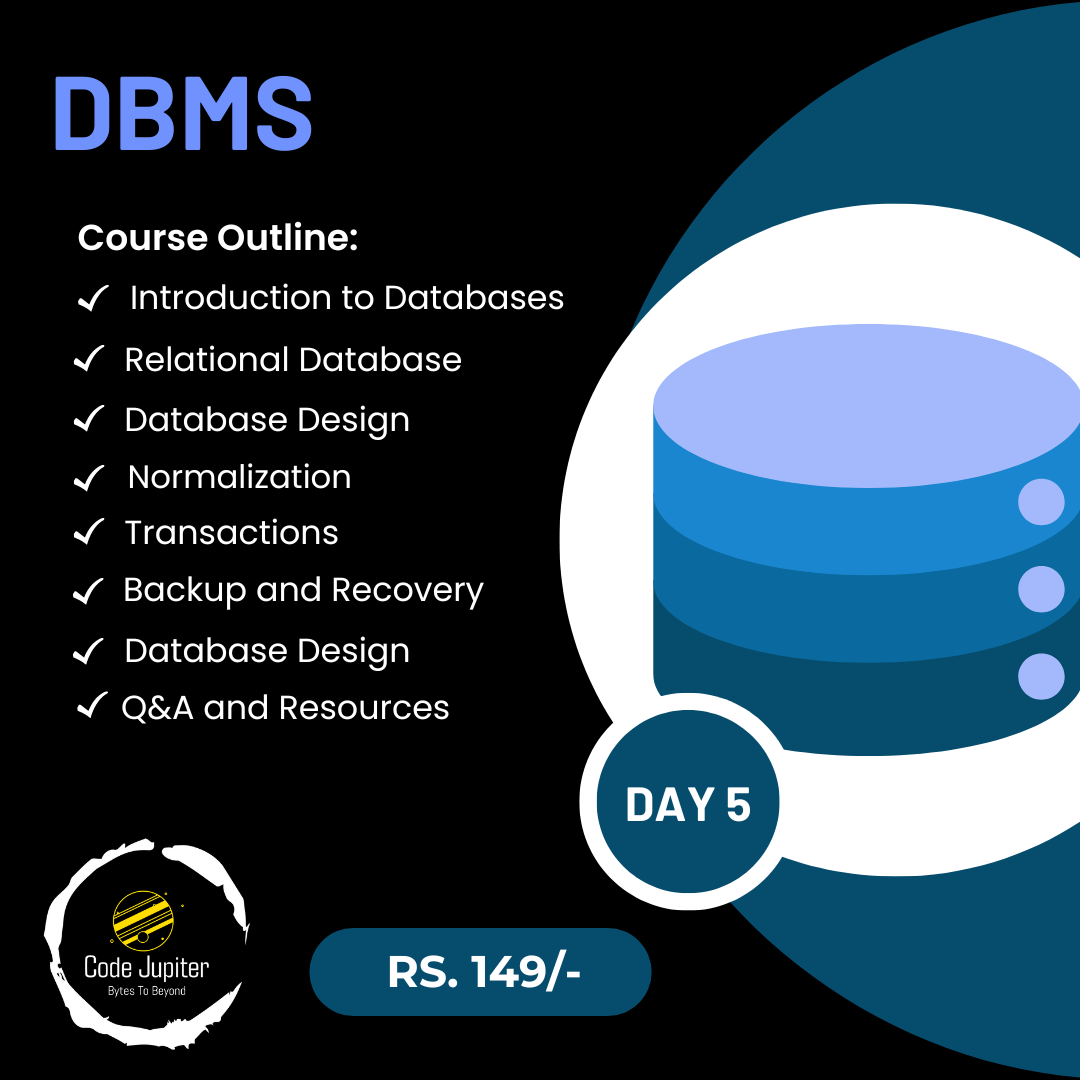 DBMS
Course Outline:
Introduction to Databases
Relational Database
Database Design
Normalization
Transactions
Backup and Recovery
Database Design
Q&A and Resources
DAY 5
Code Jupiter
Bytes To Beyond
RS. 149/-